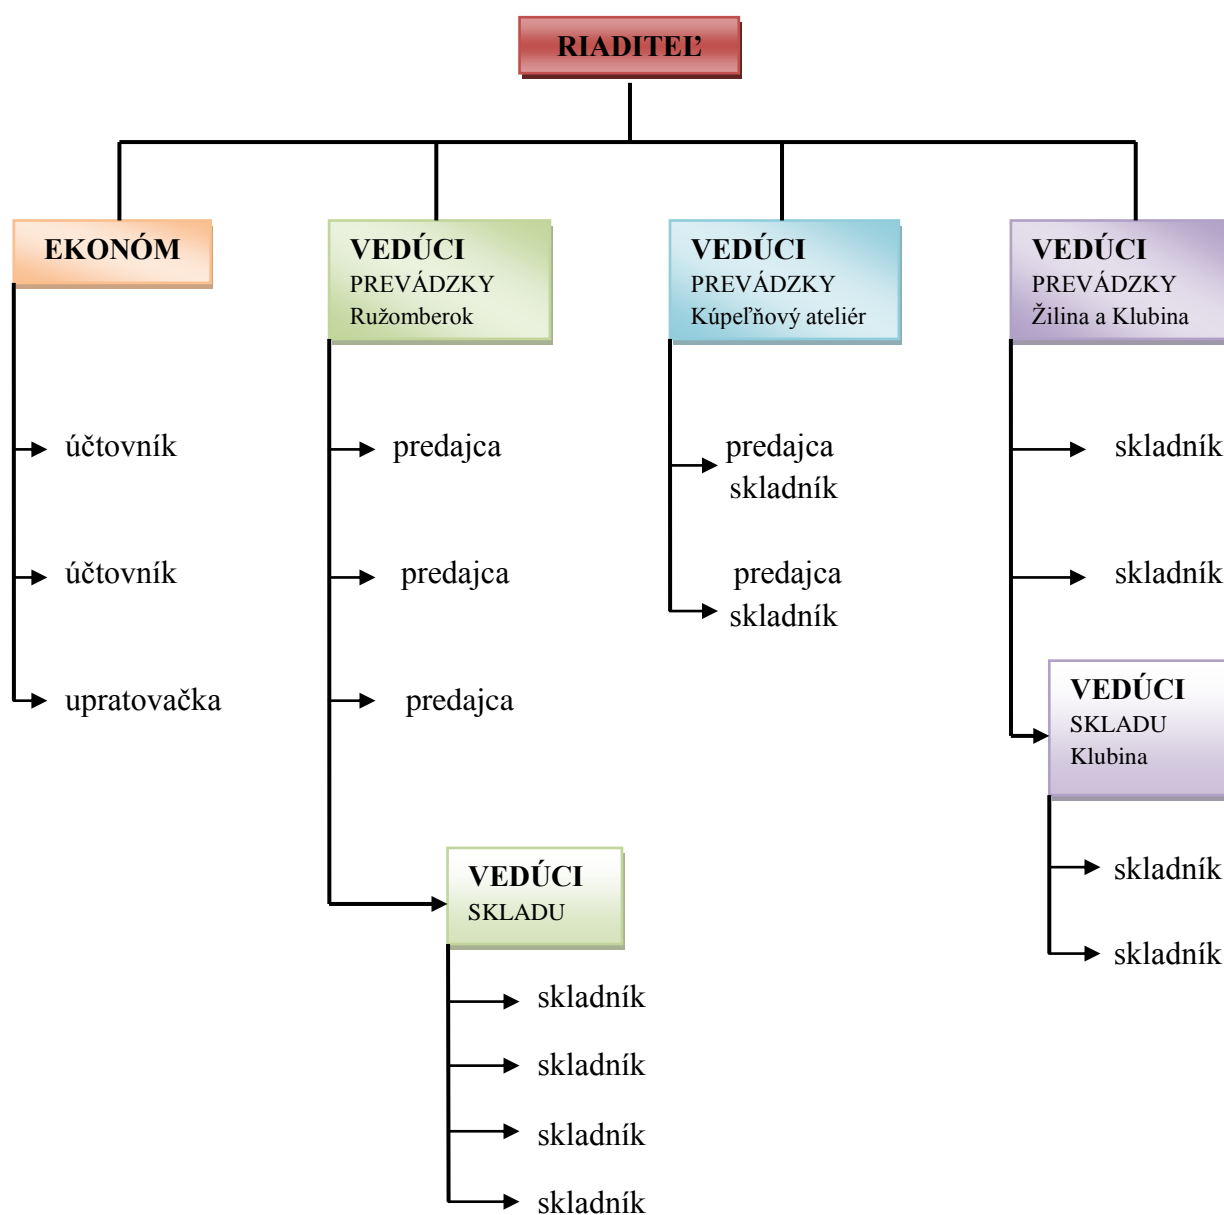 RIADITEĽ
EKONÓM
účtovník
účtovník
upratovačka
VEDÚCI
PREVÁDZKY
Ružomberok
predajca
predajca
predajca
VEDÚCI
SKLADU
skladník
skladník
skladník
skladník
VEDÚCI
PREVÁDZKY
Kúpeľňový ateliér
predajca
skladník
predajca
skladník
VEDÚCI
PREVÁDZKY
Žilina a Klubina
skladník
skladník
VEDÚCI
SKLADU
Klubina
skladník
skladník